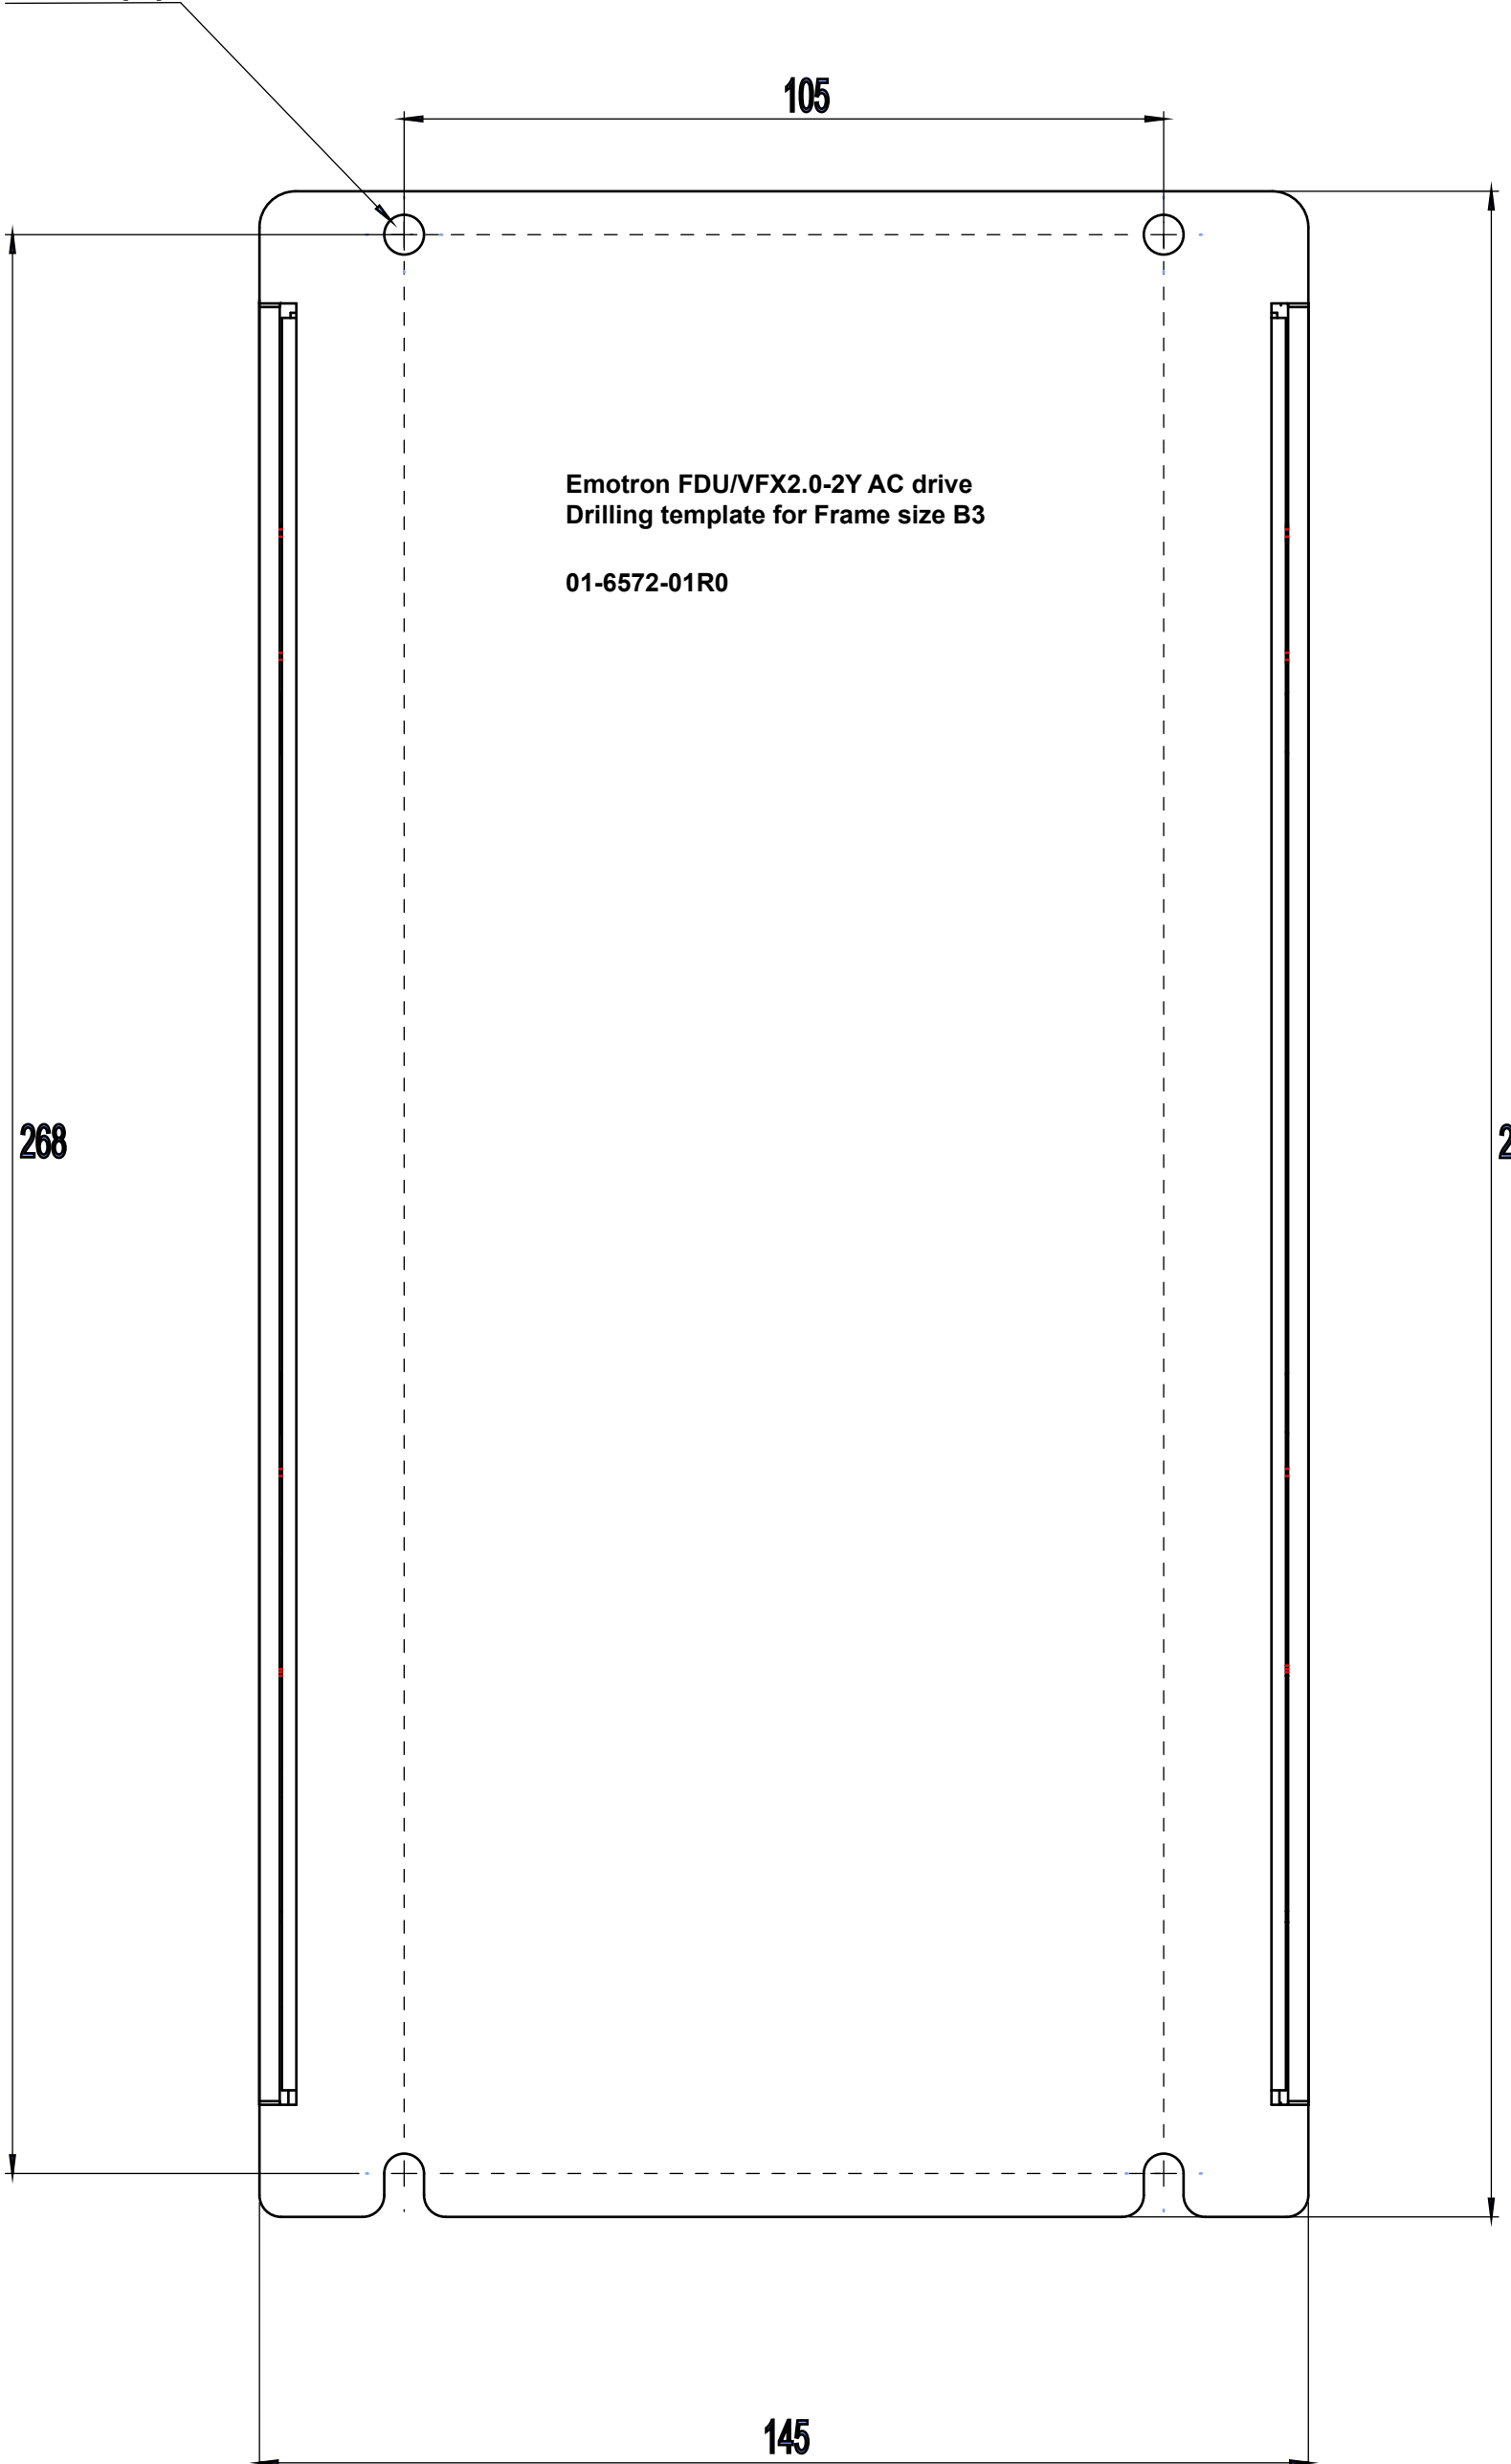 105
Emotron FDU/VFX2.0-2Y AC drive
Drilling template for Frame size B3
01-6572-01R0
268
145